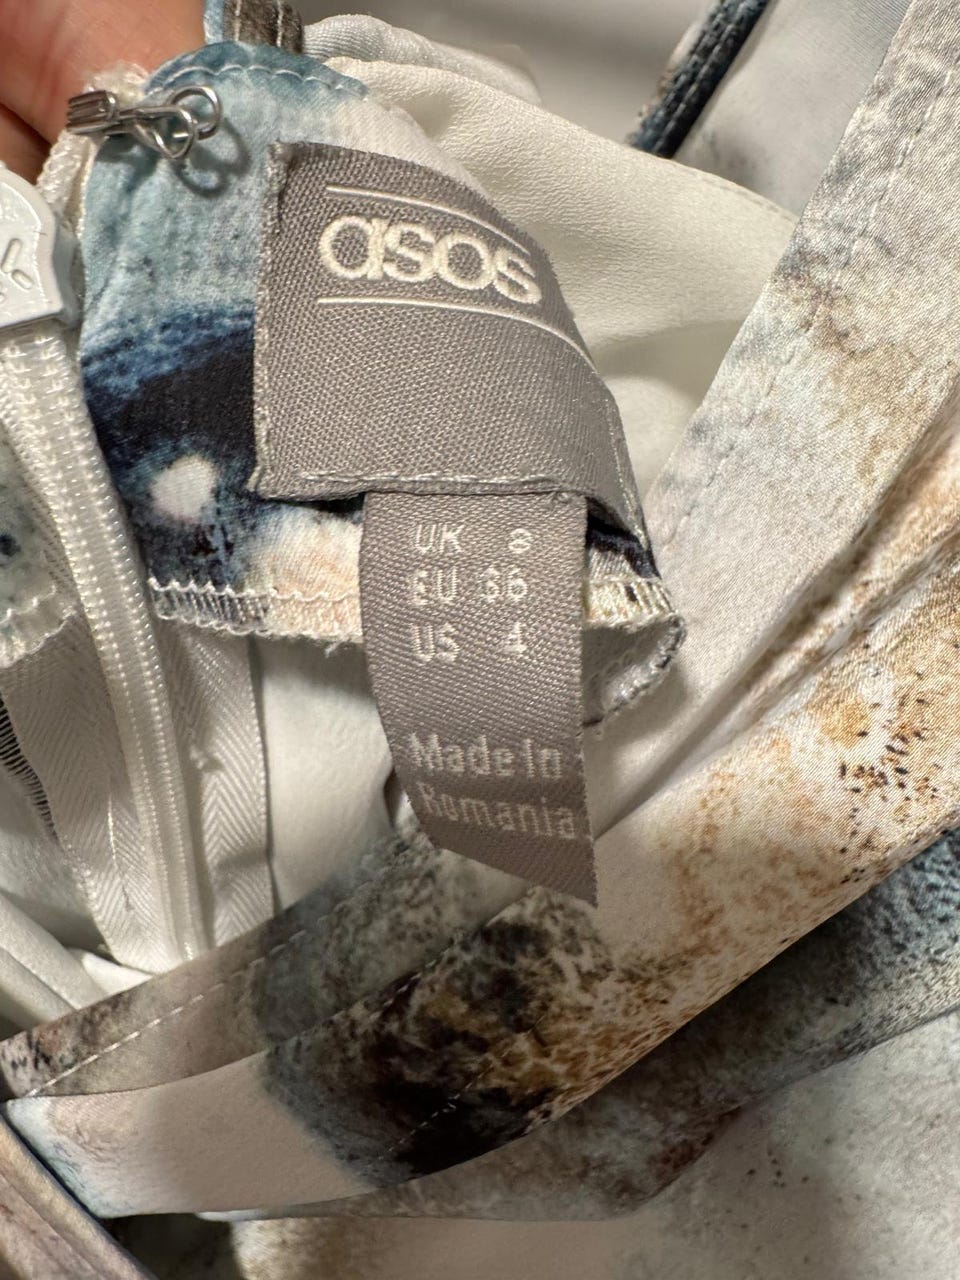 asos
UK 8
EU 36
US 4
Made in
Romania